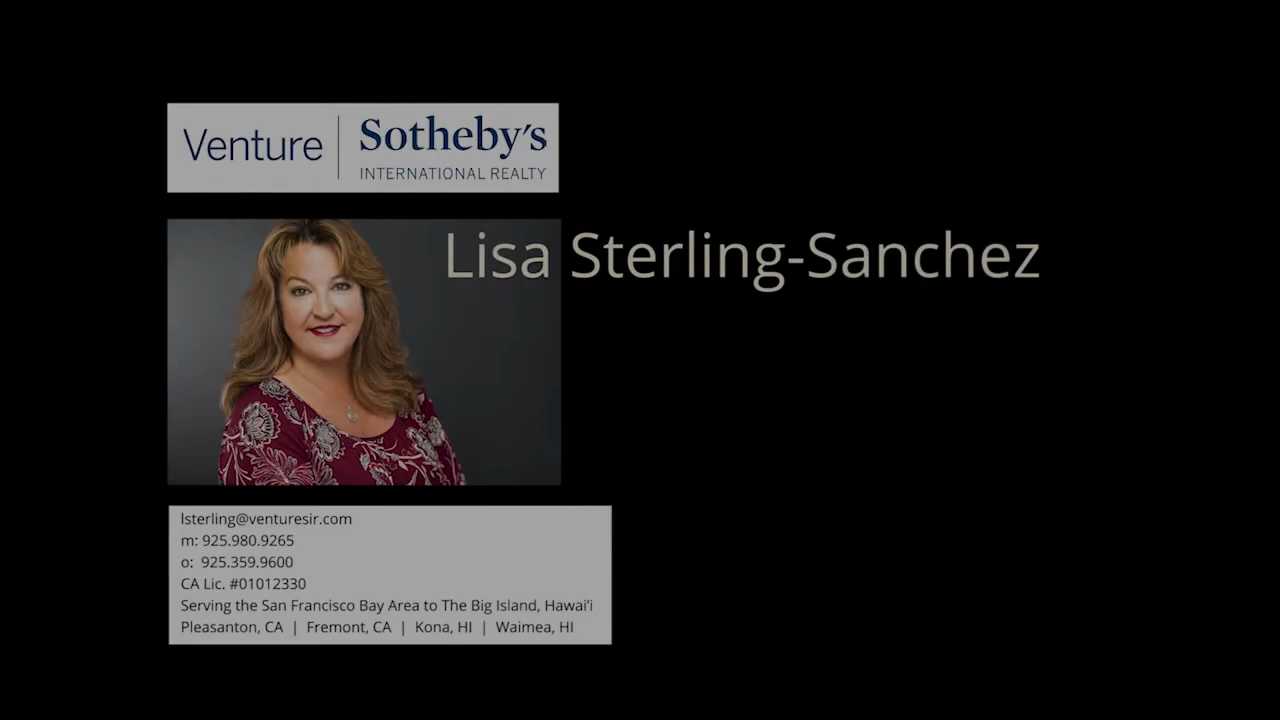 Venture
Sotheby's
INTERNATIONAL REALTY
Lisa Sterling-Sanchez
lsterling@venturesir.com
m: 925.980.9265
o: 925.359.9600
CA Lic. #01012330
Serving the San Francisco Bay Area to The Big Island, Hawai'i
Pleasanton, CA | Fremont, CA | Kona, HI | Waimea, HI